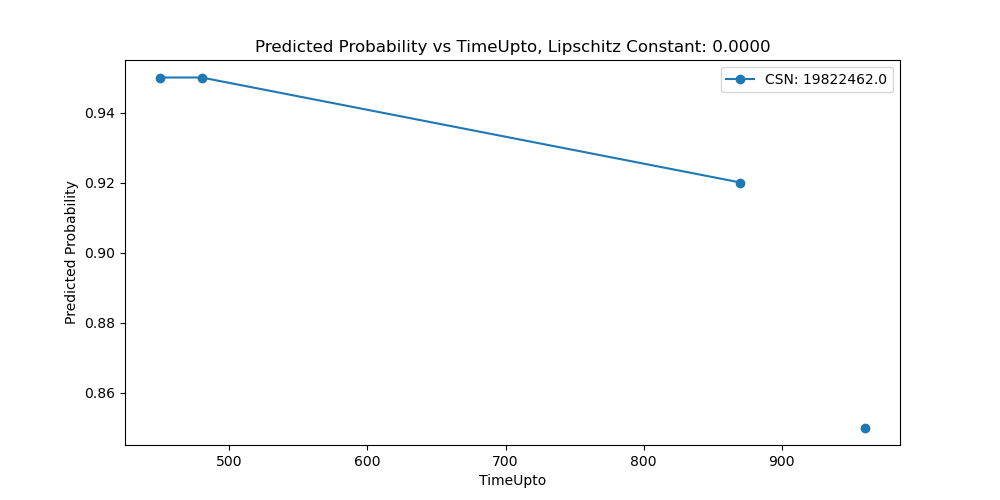 Predicted Probability vs TimeUpto, Lipschitz Constant: 0.0000
CSN: 19822462.0
Predicted Probability
0.94
0.92
0.90
0.88
0.86
500 600 700 800 900
TimeUpto